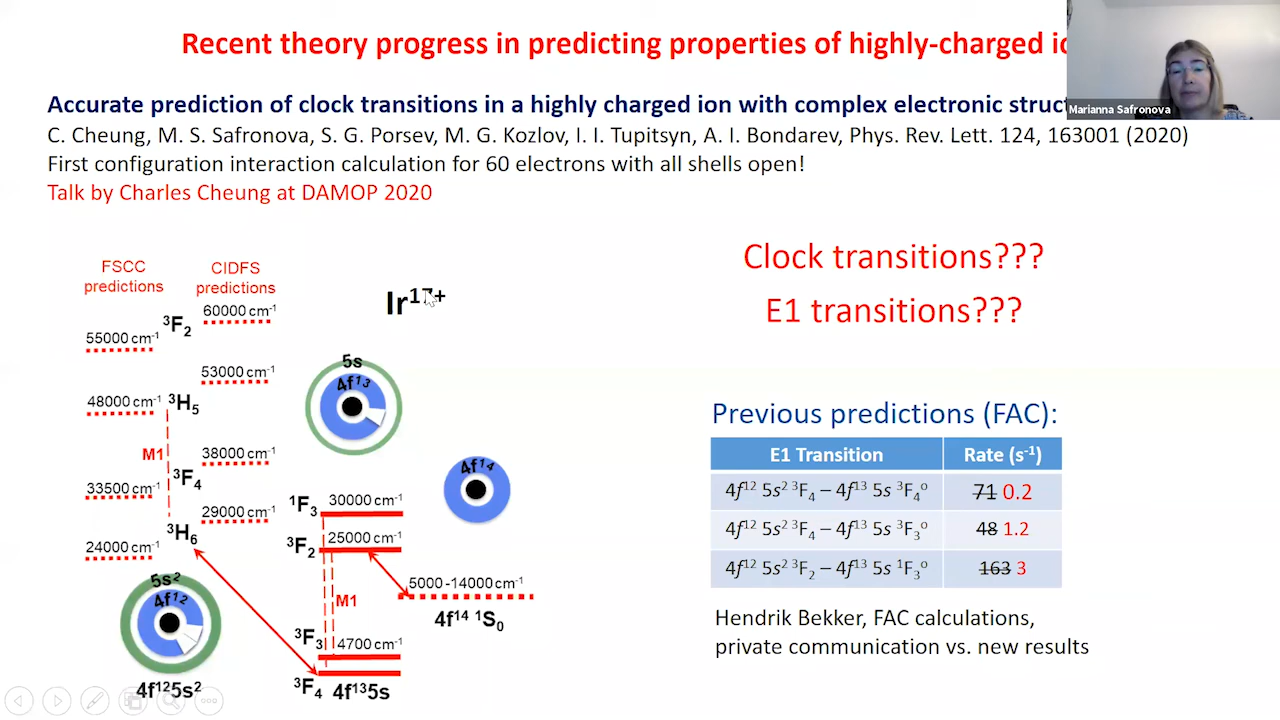 Recent theory progress in predicting properties of highly-charged
Marianna Safronova
Accurate prediction of clock transitions in a highly charged ion with complex electronic
C. Cheung, M. S. Safronova, S. G. Porsev, M. G. Kozlov, I. I. Tupitsyn, A. I. Bondarev, Phys. Rev. Lett. 124, 163001 (2020)
First configuration interaction calculation for 60 electrons with all shells open!
Talk by Charles Cheung at DAMOP 2020
FSCC
predictions
CIDFS
predictions
Ir¹⁷⁺
60000 cm⁻¹
³F₂
55000 cm⁻¹
53000 cm⁻¹
48000 cm⁻¹
³H₅
M1
38000 cm⁻¹
³F₄
33500 cm⁻¹
29000 cm⁻¹
³H₆
24000 cm⁻¹
5s²
4f¹²
4f¹²5s²
5s
4f¹³
4f¹⁴
¹F₃
30000 cm⁻¹
³F₂
25000 cm⁻¹
M1
5000 -14000 cm⁻¹
4f¹⁴ ¹S₀
³F₃
4700 cm⁻¹
³F₄
4f¹³5s
Clock transitions???
E1 transitions???
Previous predictions (FAC):
E1 Transition Rate (s⁻¹)
4f¹² 5s² ³F₄ – 4f¹³ 5s ³F₄° 71 0.2
4f¹² 5s² ³F₄ – 4f¹³ 5s ³F₃° 48 1.2
4f¹² 5s² ³F₂ – 4f¹³ 5s ¹F₃° 163 3
Hendrik Bekker, FAC calculations,
private communication vs. new results